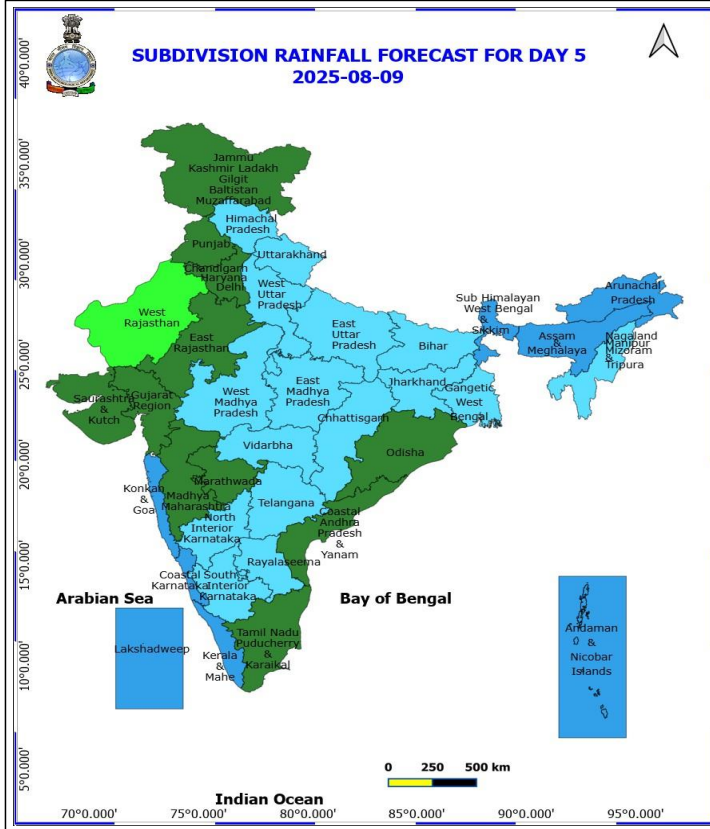 SUBDIVISION RAINFALL FORECAST FOR DAY 5
2025-08-09
40°0.000'
35°0.000'
30°0.000'
25°0.000'
20°0.000'
15°0.000'
10°0.000'
5°0.000'
Jammu
Kashmir Ladakh
Gilgit
Baltistan
Muzaffarabad
Himachal
Pradesh
Punjab
Uttarakhand
Chandigarh
Haryana
Delhi
West
Uttar
Pradesh
West
Rajasthan
East
Rajasthan
East
Uttar
Pradesh
Bihar
Sub Himalayan
West Bengal
&
Sikkim
Arunachal
Pradesh
Assam
&
Meghalaya
Nagaland
Manipur
Mizoram
&
Tripura
Saurashtra
&
Kutch
Gujarat
Region
West
Madhya
Pradesh
East
Madhya
Pradesh
Jharkhand
Gangetic
West
Bengal
Chhattisgarh
Vidarbha
Odisha
Konkan
&
Goa
Madhya
Maharashtra
Marathwada
Telangana
North
Interior
Karnataka
Coastal
Andhra
Pradesh
&
Yanam
Rayalaseema
Coastal
Karnataka
South
Interior
Karnataka
Arabian Sea
Bay of Bengal
Lakshadweep
Kerala
&
Mahe
Tamil Nadu
Puducherry
&
Karaikal
Andaman
&
Nicobar
Islands
0 250 500 km
Indian Ocean
70°0.000' 75°0.000' 80°0.000' 85°0.000' 90°0.000' 95°0.000'